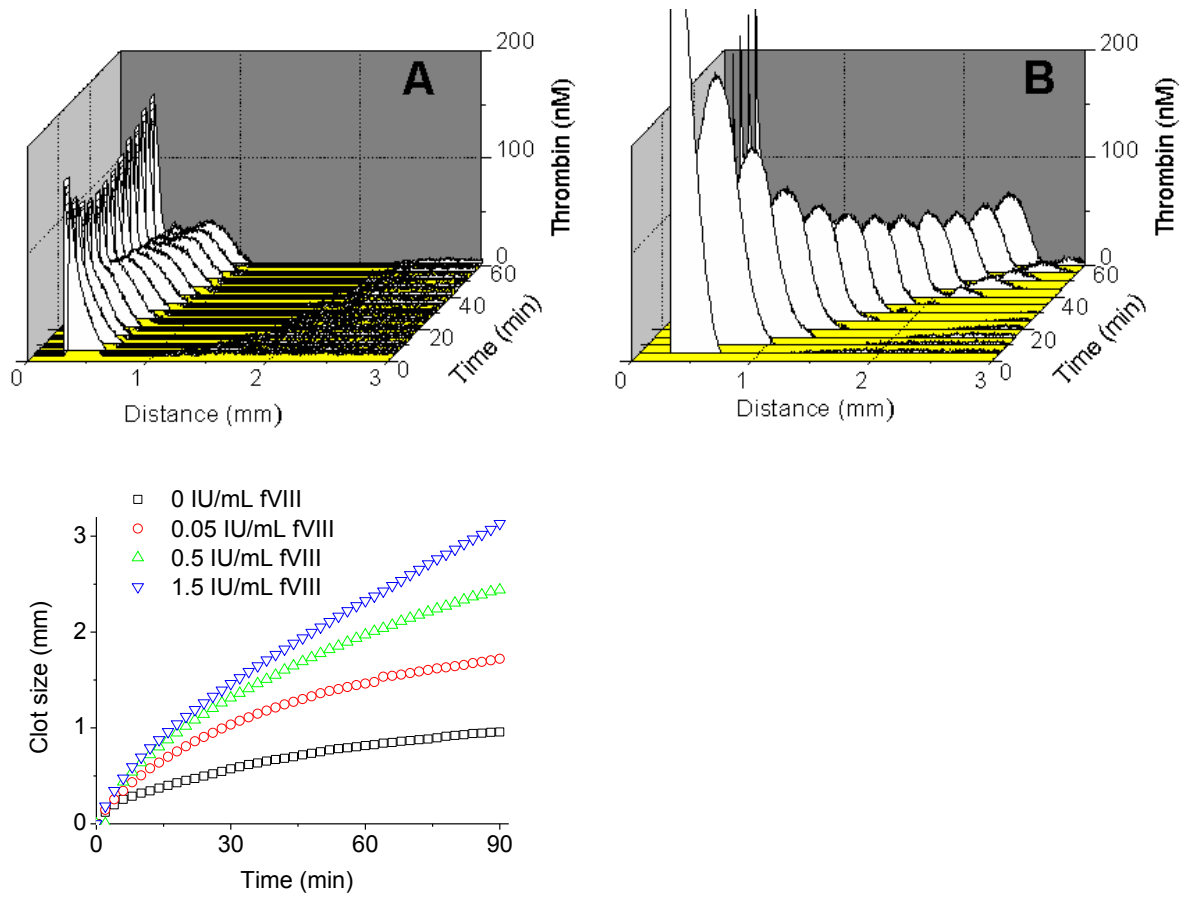 A
200
100
0
Thrombin (nM)
60
40
20
0
Time (min)
0
1
2
3
Distance (mm)
B
200
100
0
Thrombin (nM)
60
40
20
0
Time (min)
0
1
2
3
Distance (mm)
0 IU/mL fVIII
0.05 IU/mL fVIII
0.5 IU/mL fVIII
1.5 IU/mL fVIII
3
2
1
0
Clot size (mm)
0
30
60
90
Time (min)